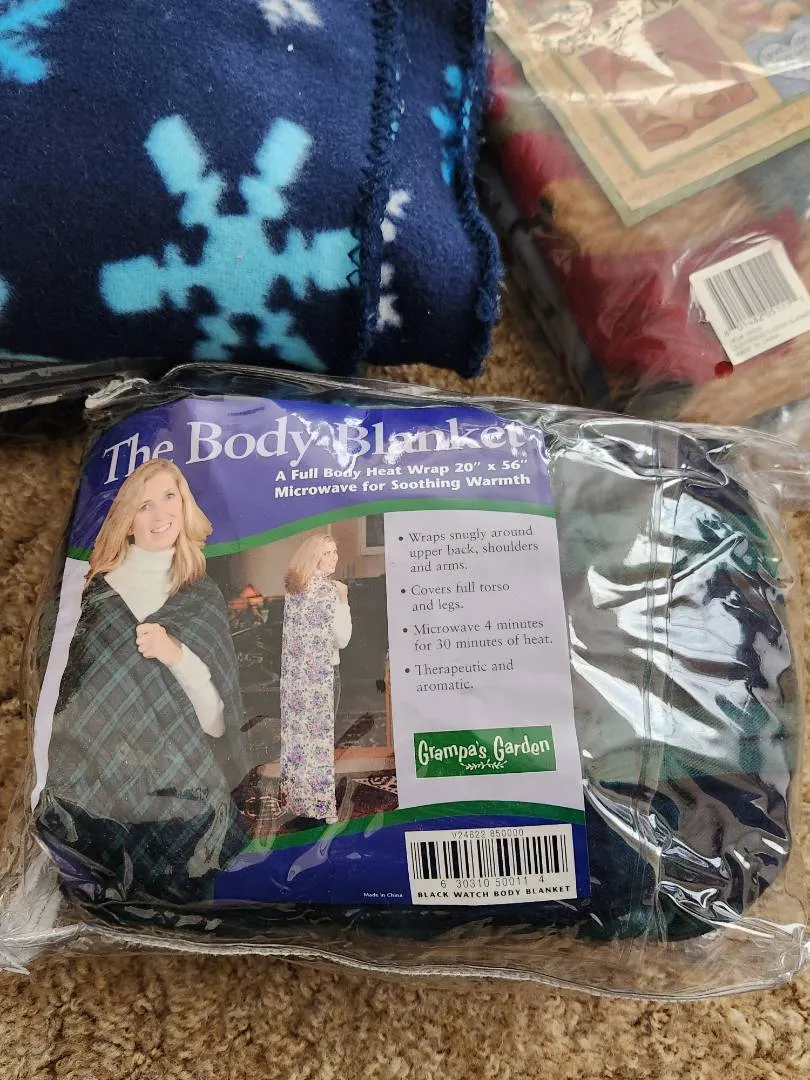 The Body Blanket
A Full Body Heat Wrap 20" x 56"
Microwave for Soothing Warmth
• Wraps snugly around
upper back, shoulders
and arms.
• Covers full torso
and legs.
• Microwave 4 minutes
for 30 minutes of heat.
• Therapeutic and
aromatic.
Grampa's Garden
V24622 850000
6 30310 50011 4
Made in China
BLACK WATCH BODY BLANKET